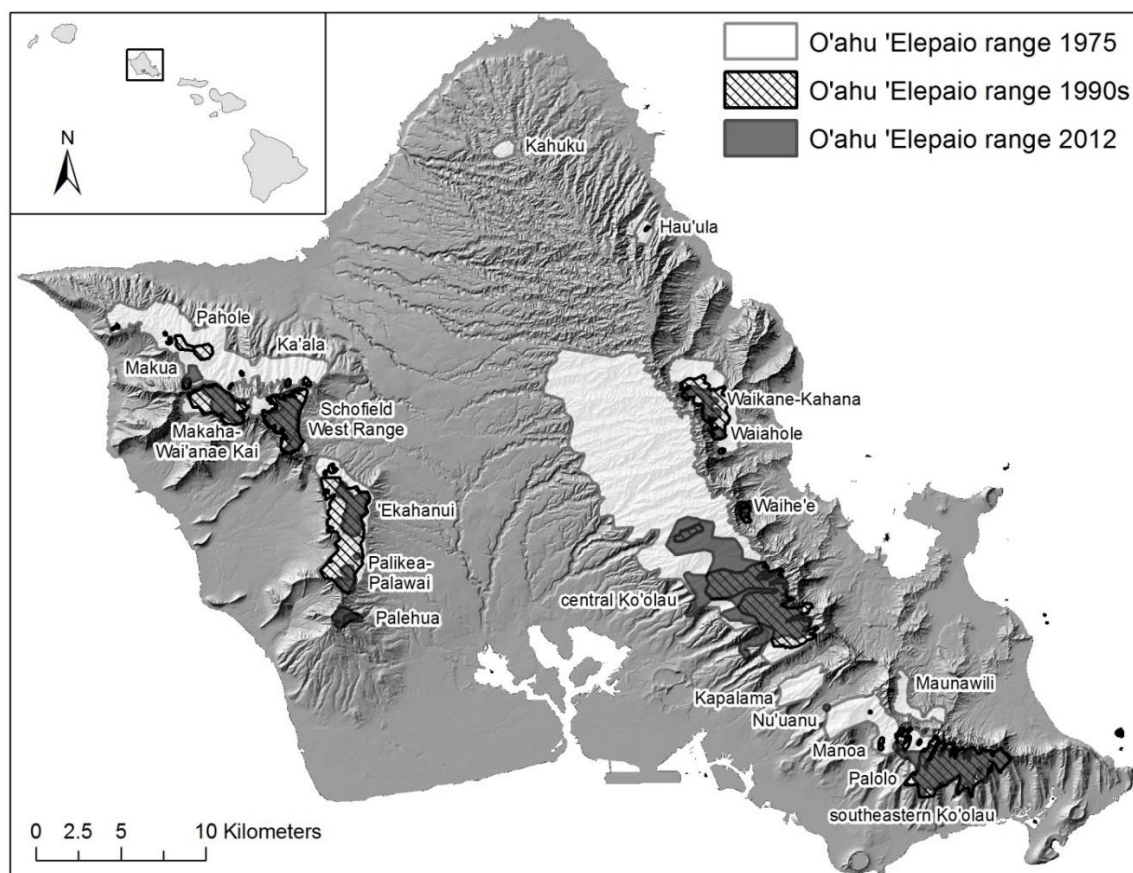 O'ahu 'Elepaio range 1975
O'ahu 'Elepaio range 1990s
O'ahu 'Elepaio range 2012
N
Kahuku
Hau'ula
Pahole
Ka'ala
Makua
Schofield
West Range
Makaha-
Wai'anae Kai
Waikane-Kahana
Waiahole
'Ekahanui
Waihe'e
Palikea-
Palawai
central Ko'olau
Palehua
Maunawili
Kapalama
Nu'uanu
Manoa
Palolo
southeastern Ko'olau
0 2.5 5 10 Kilometers